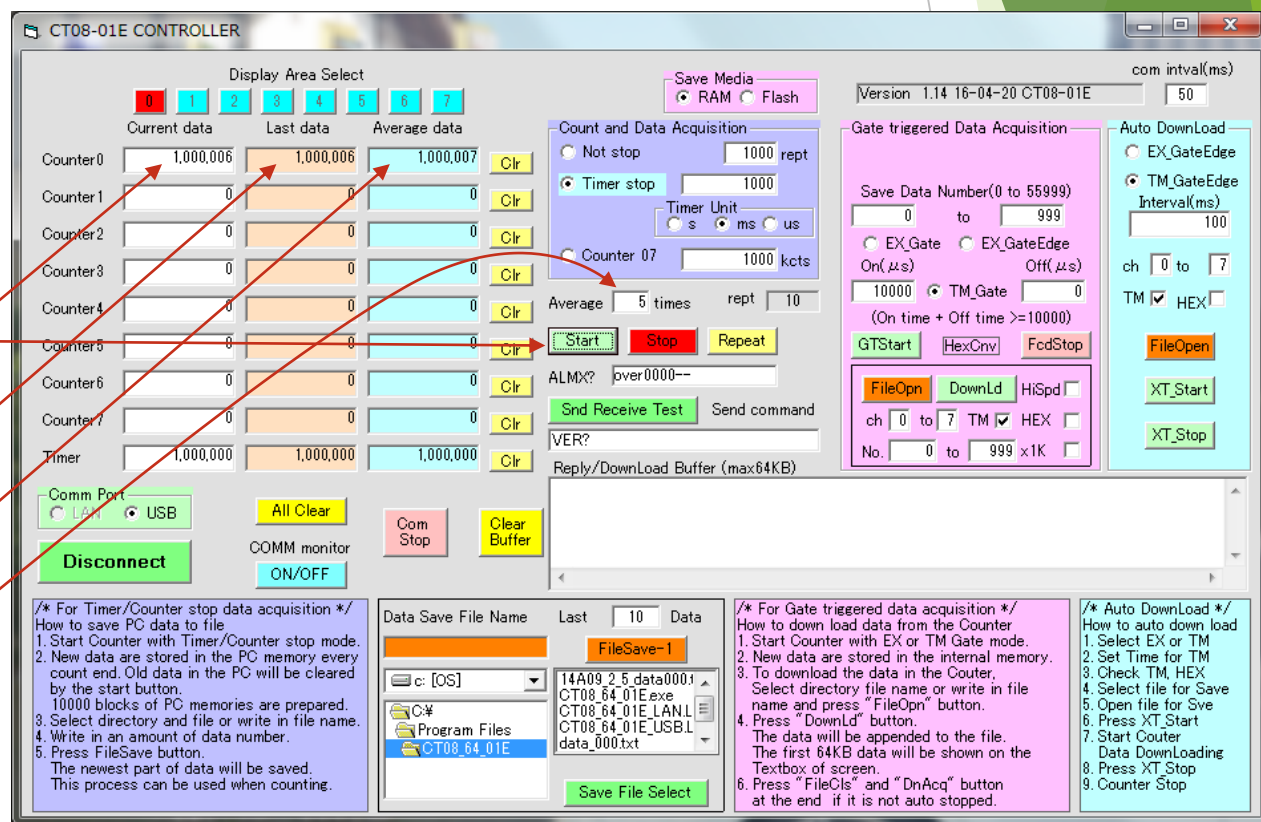 CT08-01E CONTROLLER
Display Area Select
0 1 2 3 4 5 6 7
Current data Last data Average data
Counter0 1,000,006 1,000,006 1,000,007 Clr
Counter1 0 0 0 Clr
Counter2 0 0 0 Clr
Counter3 0 0 0 Clr
Counter4 0 0 0 Clr
Counter5 0 0 0 Clr
Counter6 0 0 0 Clr
Counter7 0 0 0 Clr
Timer 1,000,000 1,000,000 1,000,000 Clr
Comm Port
LAN USB
Disconnect
All Clear
COMM monitor
ON/OFF
Com
Stop
Clear
Buffer
Save Media
RAM Flash
Count and Data Acquisition
Not stop 1000 rept
Timer stop 1000
Timer Unit
s ms us
Counter 07 1000 kcts
Average 5 times rept 10
Start Stop Repeat
ALMX? over0000--
Snd Receive Test Send command
VER?
Reply/DownLoad Buffer (max64KB)
Version 1.14 16-04-20 CT08-01E
com intval(ms)
50
Gate triggered Data Acquisition
Save Data Number(0 to 55999)
0 to 999
EX_Gate EX_GateEdge
On(μs) Off(μs)
10000 TM_Gate 0
(On time + Off time >=10000)
GTStart HexCnv FcdStop
FileOpn DownLd HiSpd
ch 0 to 7 TM HEX
No. 0 to 999 x1K
Auto DownLoad
EX_GateEdge
TM_GateEdge
Interval(ms)
100
ch 0 to 7
TM HEX
FileOpen
XT_Start
XT_Stop
/* For Timer/Counter stop data acquisition */
How to save PC data to file
1. Start Counter with Timer/Counter stop mode.
2. New data are stored in the PC memory every
count end. Old data in the PC will be cleared
by the start button.
10000 blocks of PC memories are prepared.
3. Select directory and file or write in file name.
4. Write in an amount of data number.
5. Press FileSave button.
The newest part of data will be saved.
This process can be used when counting.
Data Save File Name Last 10 Data
FileSave-1
c: [OS]
C:¥
Program Files
CT08_64_01E
14A09_2_5_data000.t
CT08_64_01E.exe
CT08_64_01E_LAN.L
CT08_64_01E_USB.L
data_000.txt
Save File Select
/* For Gate triggered data acquisition */
How to down load data from the Counter
1. Start Counter with EX or TM Gate mode.
2. New data are stored in the internal memory.
3. To download the data in the Couter,
Select directory file name or write in file
name and press "FileOpn" button.
4. Press "DownLd" button.
The data will be appended to the file.
The first 64KB data will be shown on the
Textbox of screen.
6. Press "FileCls" and "DnAcq" button
at the end if it is not auto stopped.
/* Auto DownLoad */
How to auto down load
1. Select EX or TM
2. Set Time for TM
3. Check TM, HEX
4. Select file for Save
5. Open file for Sve
6. Press XT_Start
7. Start Couter
Data DownLoading
8. Press XT_Stop
9. Counter Stop